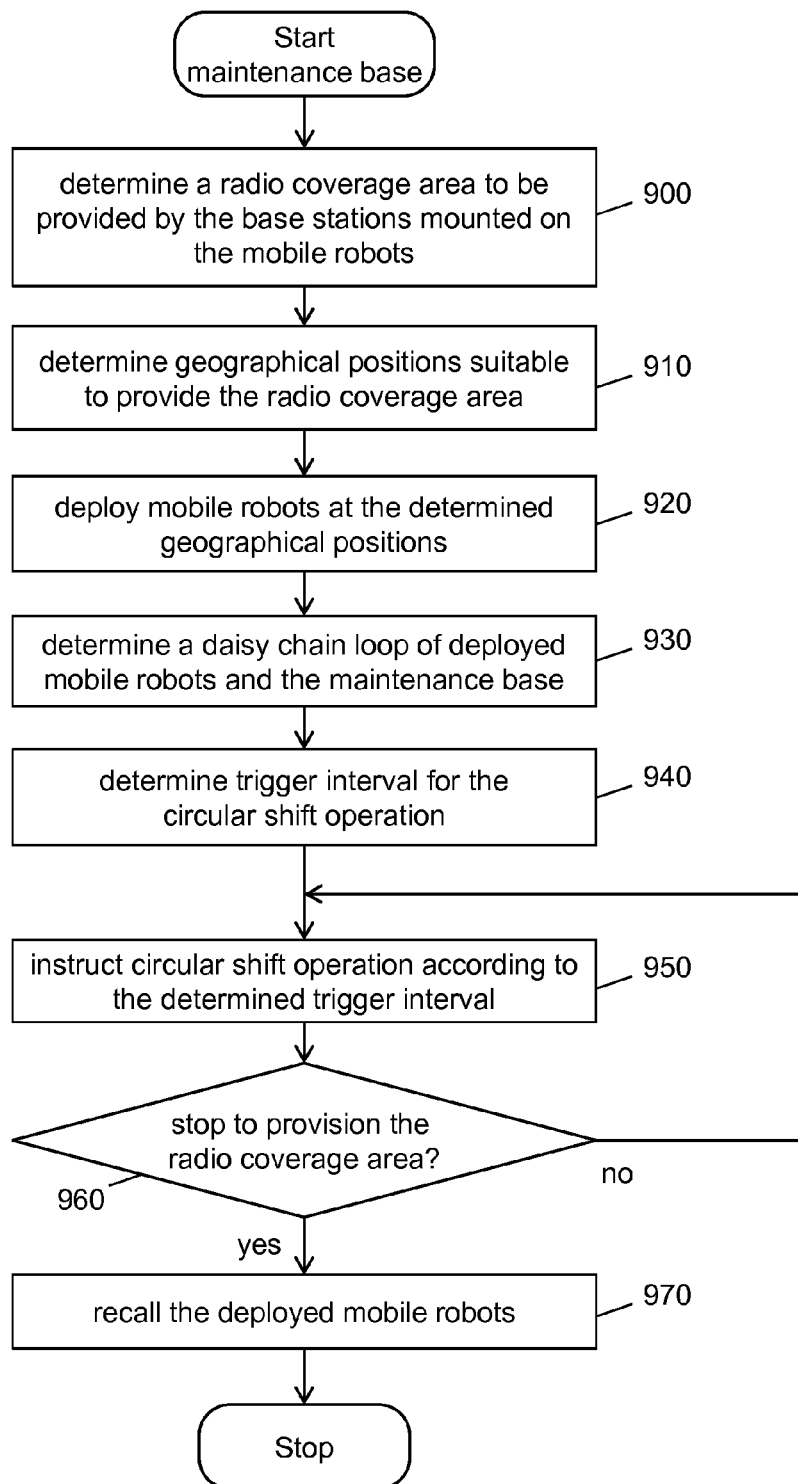 Start
maintenance base
determine a radio coverage area to be
provided by the base stations mounted on
the mobile robots
900
determine geographical positions suitable
to provide the radio coverage area
910
deploy mobile robots at the determined
geographical positions
920
determine a daisy chain loop of deployed
mobile robots and the maintenance base
930
determine trigger interval for the
circular shift operation
940
instruct circular shift operation according to
the determined trigger interval
950
stop to provision the
radio coverage area?
960
no
yes
recall the deployed mobile robots
970
Stop